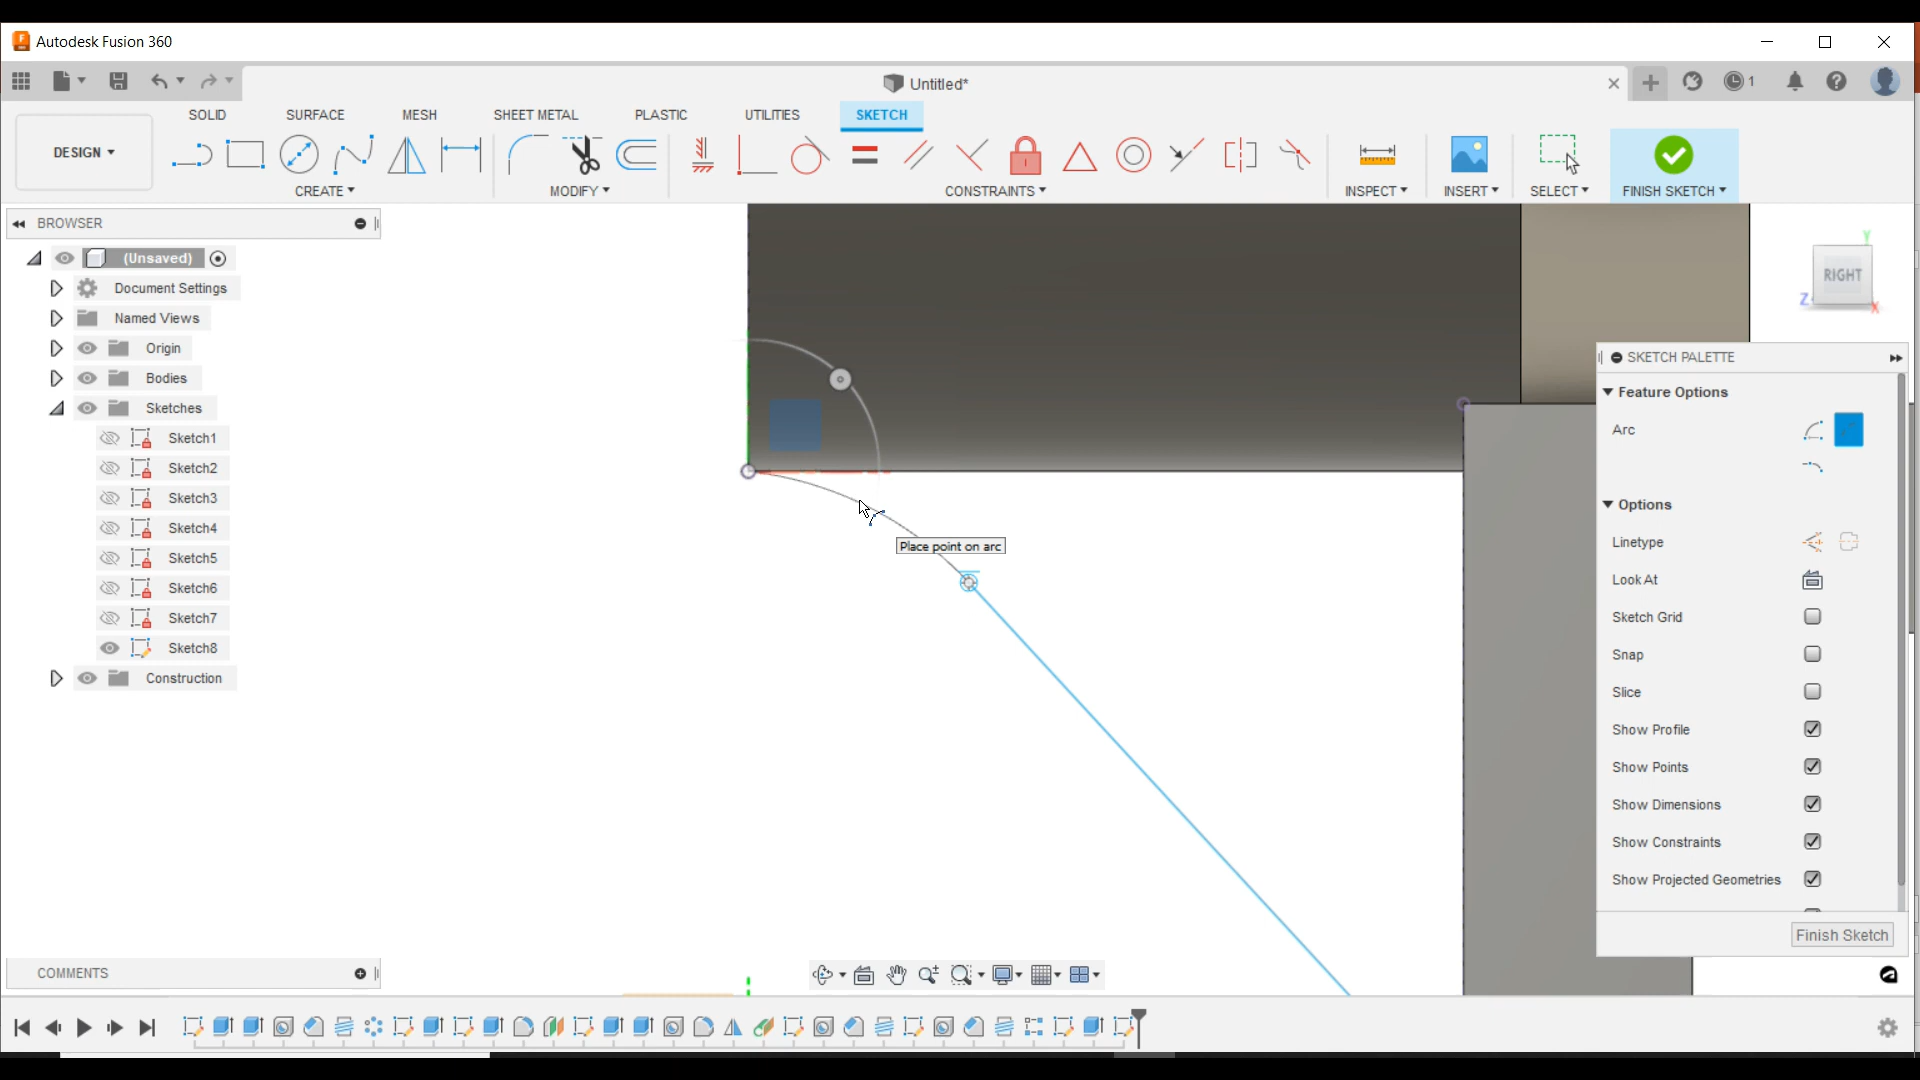 Autodesk Fusion 360
Untitled*
1
SOLID SURFACE MESH SHEET METAL PLASTIC UTILITIES SKETCH
DESIGN
CREATE MODIFY CONSTRAINTS INSPECT INSERT SELECT FINISH SKETCH
BROWSER
(Unsaved)
Document Settings
Named Views
Origin
Bodies
Sketches
Sketch1
Sketch2
Sketch3
Sketch4
Sketch5
Sketch6
Sketch7
Sketch8
Construction
Place point on arc
Y
RIGHT
Z
X
SKETCH PALETTE
Feature Options
Arc
Options
Linetype
Look At
Sketch Grid
Snap
Slice
Show Profile
Show Points
Show Dimensions
Show Constraints
Show Projected Geometries
Finish Sketch
COMMENTS